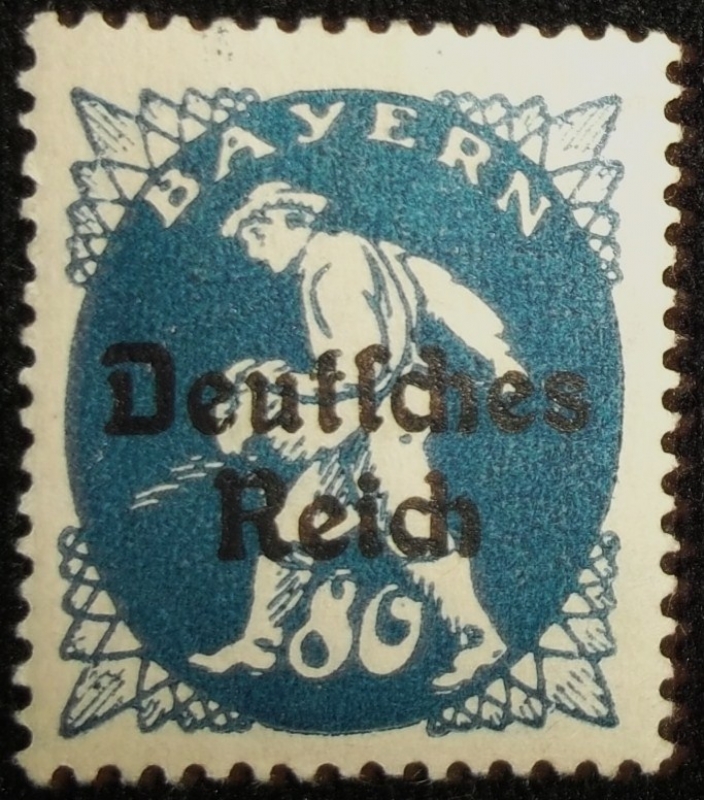 BAYERN
Deutſches
Reich
80